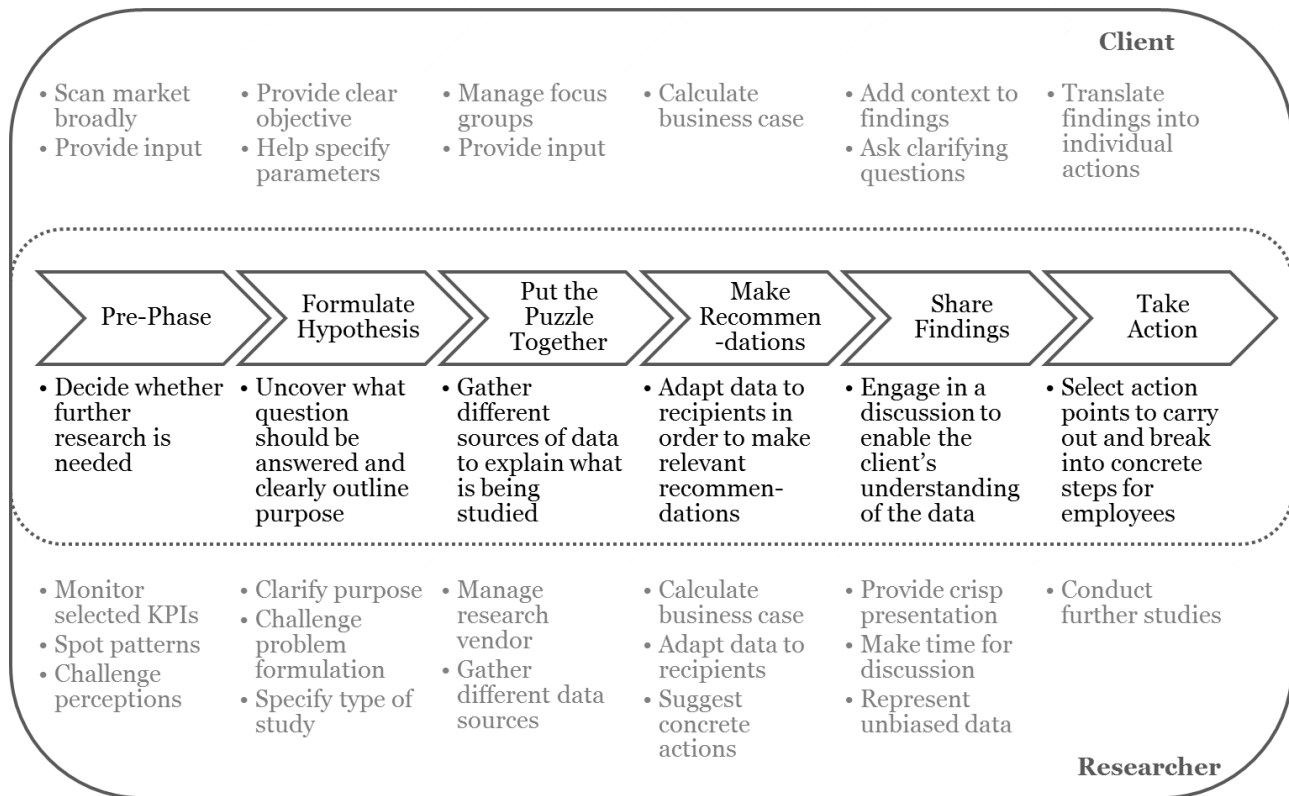 Client
• Scan market
broadly
• Provide input
• Provide clear
objective
• Help specify
parameters
• Manage focus
groups
• Provide input
• Calculate
business case
• Add context to
findings
• Ask clarifying
questions
• Translate
findings into
individual
actions
Pre-Phase
Formulate
Hypothesis
Put the
Puzzle
Together
Make
Recommen
-dations
Share
Findings
Take
Action
• Decide whether
further
research is
needed
• Uncover what
question
should be
answered and
clearly outline
purpose
• Gather
different
sources of data
to explain what
is being
studied
• Adapt data to
recipients in
order to make
relevant
recommen-
dations
• Engage in a
discussion to
enable the
client’s
understanding
of the data
• Select action
points to carry
out and break
into concrete
steps for
employees
• Monitor
selected KPIs
• Spot patterns
• Challenge
perceptions
• Clarify purpose
• Challenge
problem
formulation
• Specify type of
study
• Manage
research
vendor
• Gather
different data
sources
• Calculate
business case
• Adapt data to
recipients
• Suggest
concrete
actions
• Provide crisp
presentation
• Make time for
discussion
• Represent
unbiased data
• Conduct
further studies
Researcher